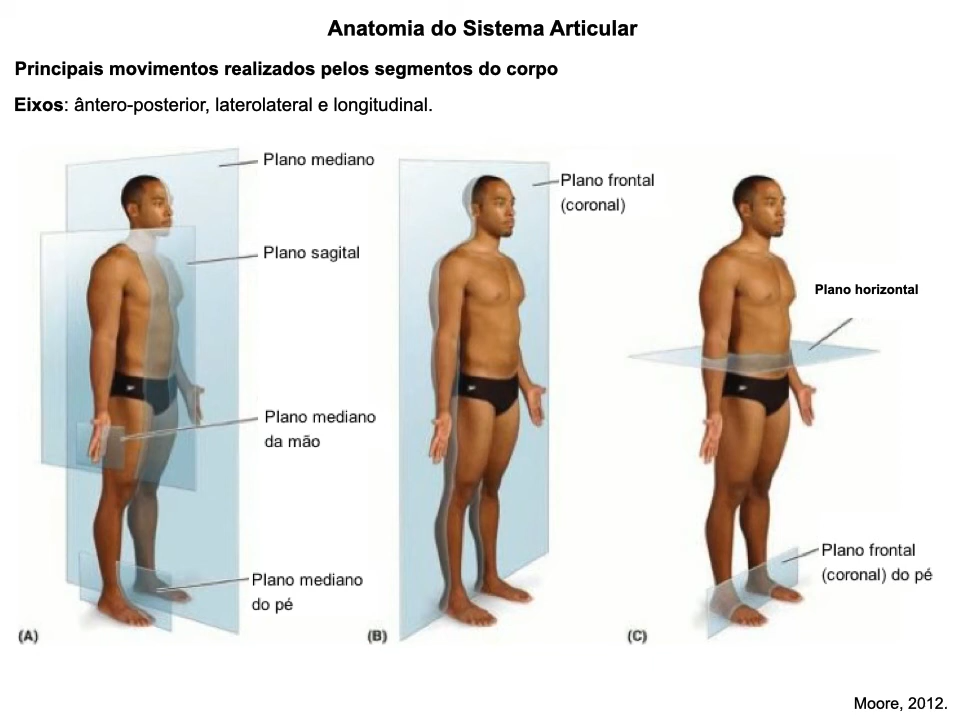 Anatomia do Sistema Articular
Principais movimentos realizados pelos segmentos do corpo
Eixos: ântero-posterior, laterolateral e longitudinal.
Plano mediano
Plano sagital
Plano mediano
da mão
Plano mediano
do pé
(A)
Plano frontal
(coronal)
(B)
Plano horizontal
Plano frontal
(coronal) do pé
(C)
Moore, 2012.